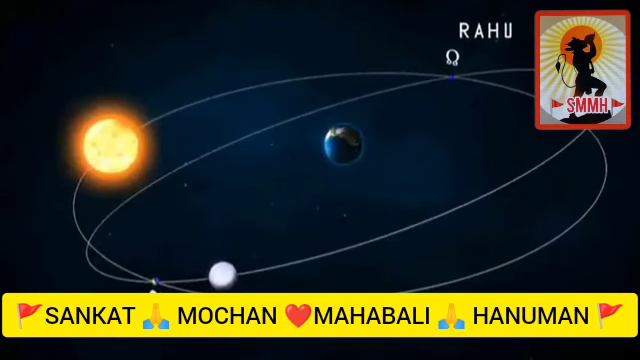 RAHU
☊
SMMH
🚩SANKAT 🙏 MOCHAN ❤️MAHABALI 🙏 HANUMAN 🚩